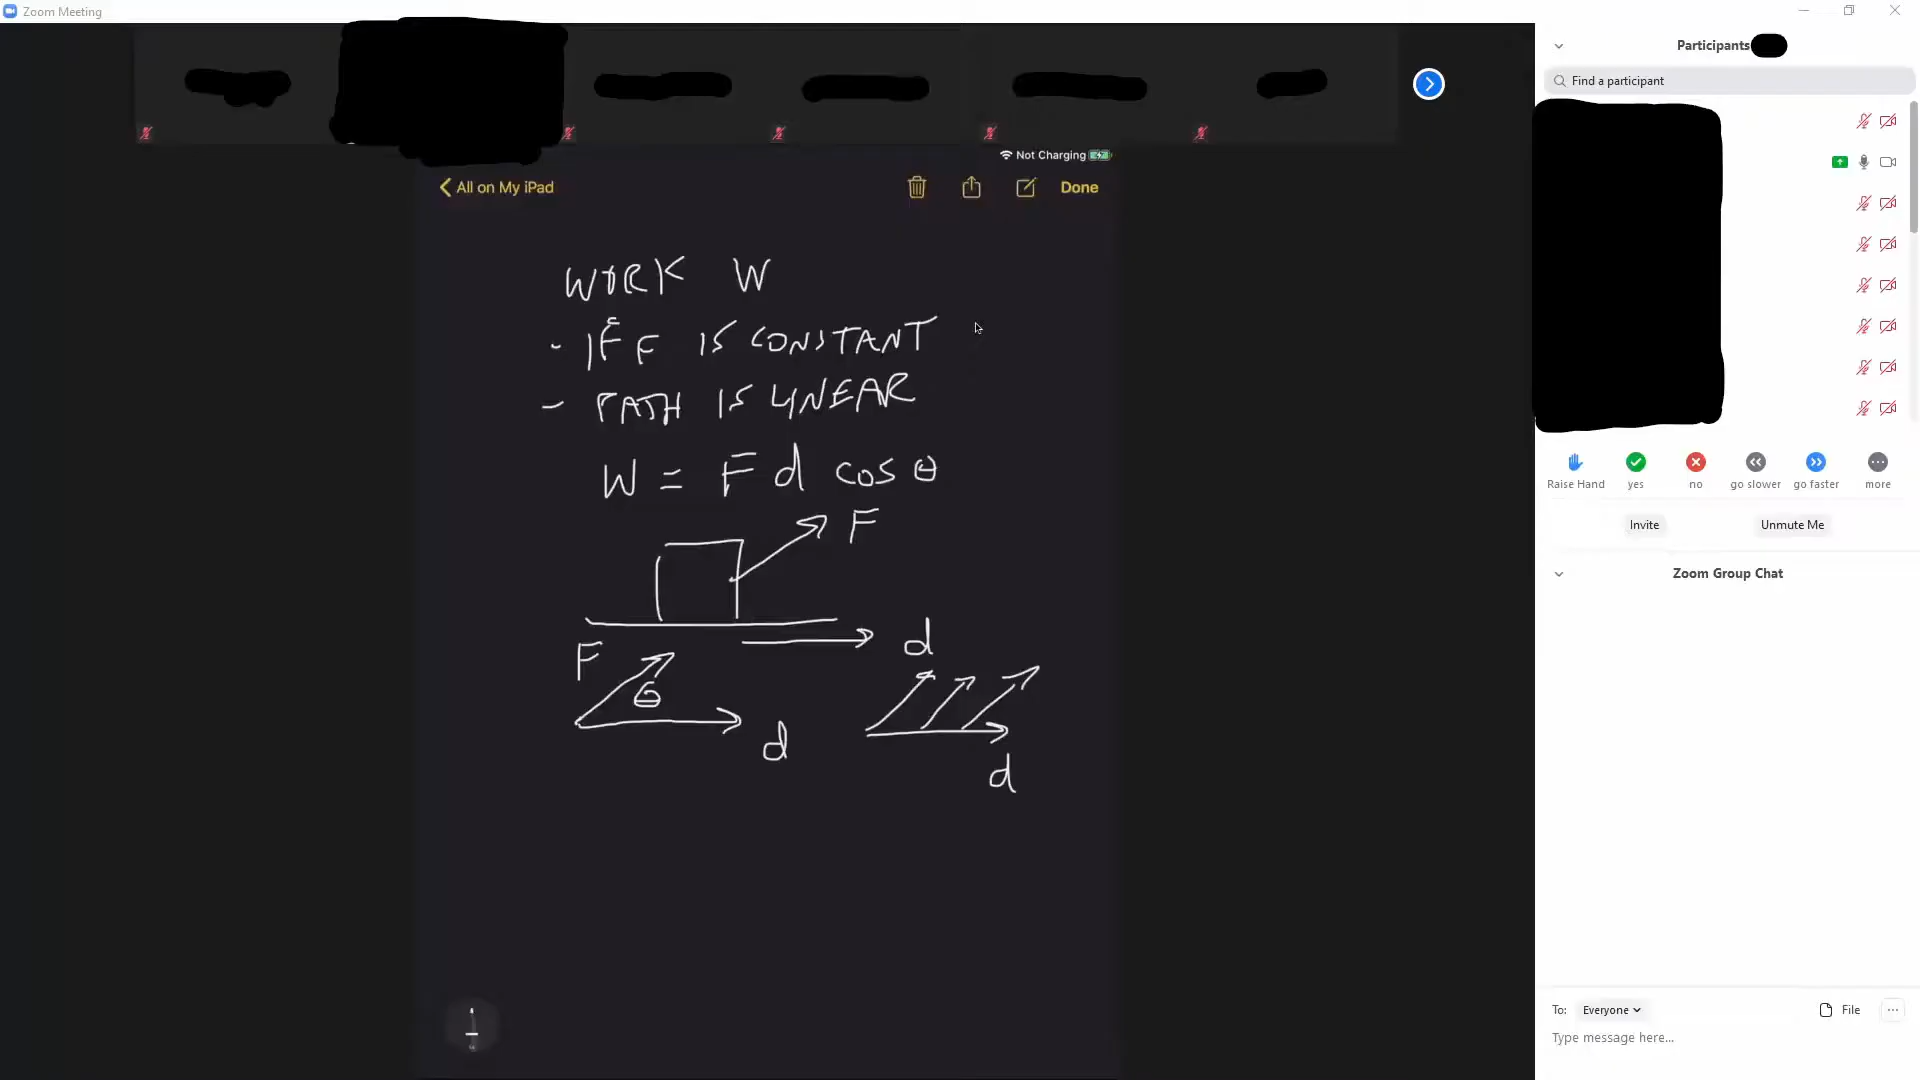 Zoom Meeting
Participants
Find a participant
Not Charging
All on My iPad
Done
WORK W
- IF F IS CONSTANT
- PATH IS LINEAR
W = F d cos θ
F
d
F
θ
d
d
Raise Hand
yes
no
go slower
go faster
more
Invite
Unmute Me
Zoom Group Chat
To: Everyone
File
Type message here...